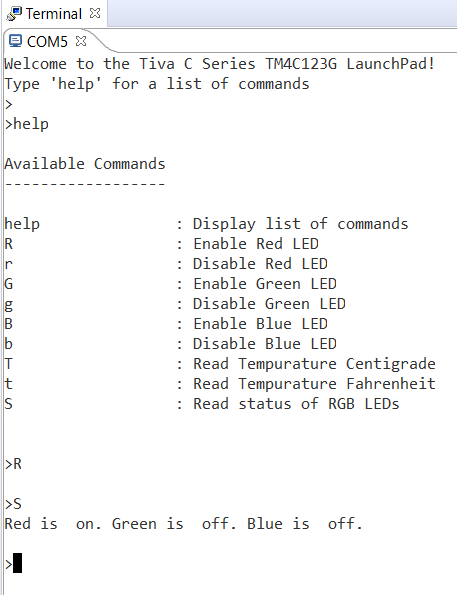 Terminal
COM5
Welcome to the Tiva C Series TM4C123G LaunchPad!
Type 'help' for a list of commands
>
>help
Available Commands
------------------
help               : Display list of commands
R                  : Enable Red LED
r                  : Disable Red LED
G                  : Enable Green LED
g                  : Disable Green LED
B                  : Enable Blue LED
b                  : Disable Blue LED
T                  : Read Tempurature Centigrade
t                  : Read Tempurature Fahrenheit
S                  : Read status of RGB LEDs
>R
>S
Red is  on. Green is  off. Blue is  off.
>